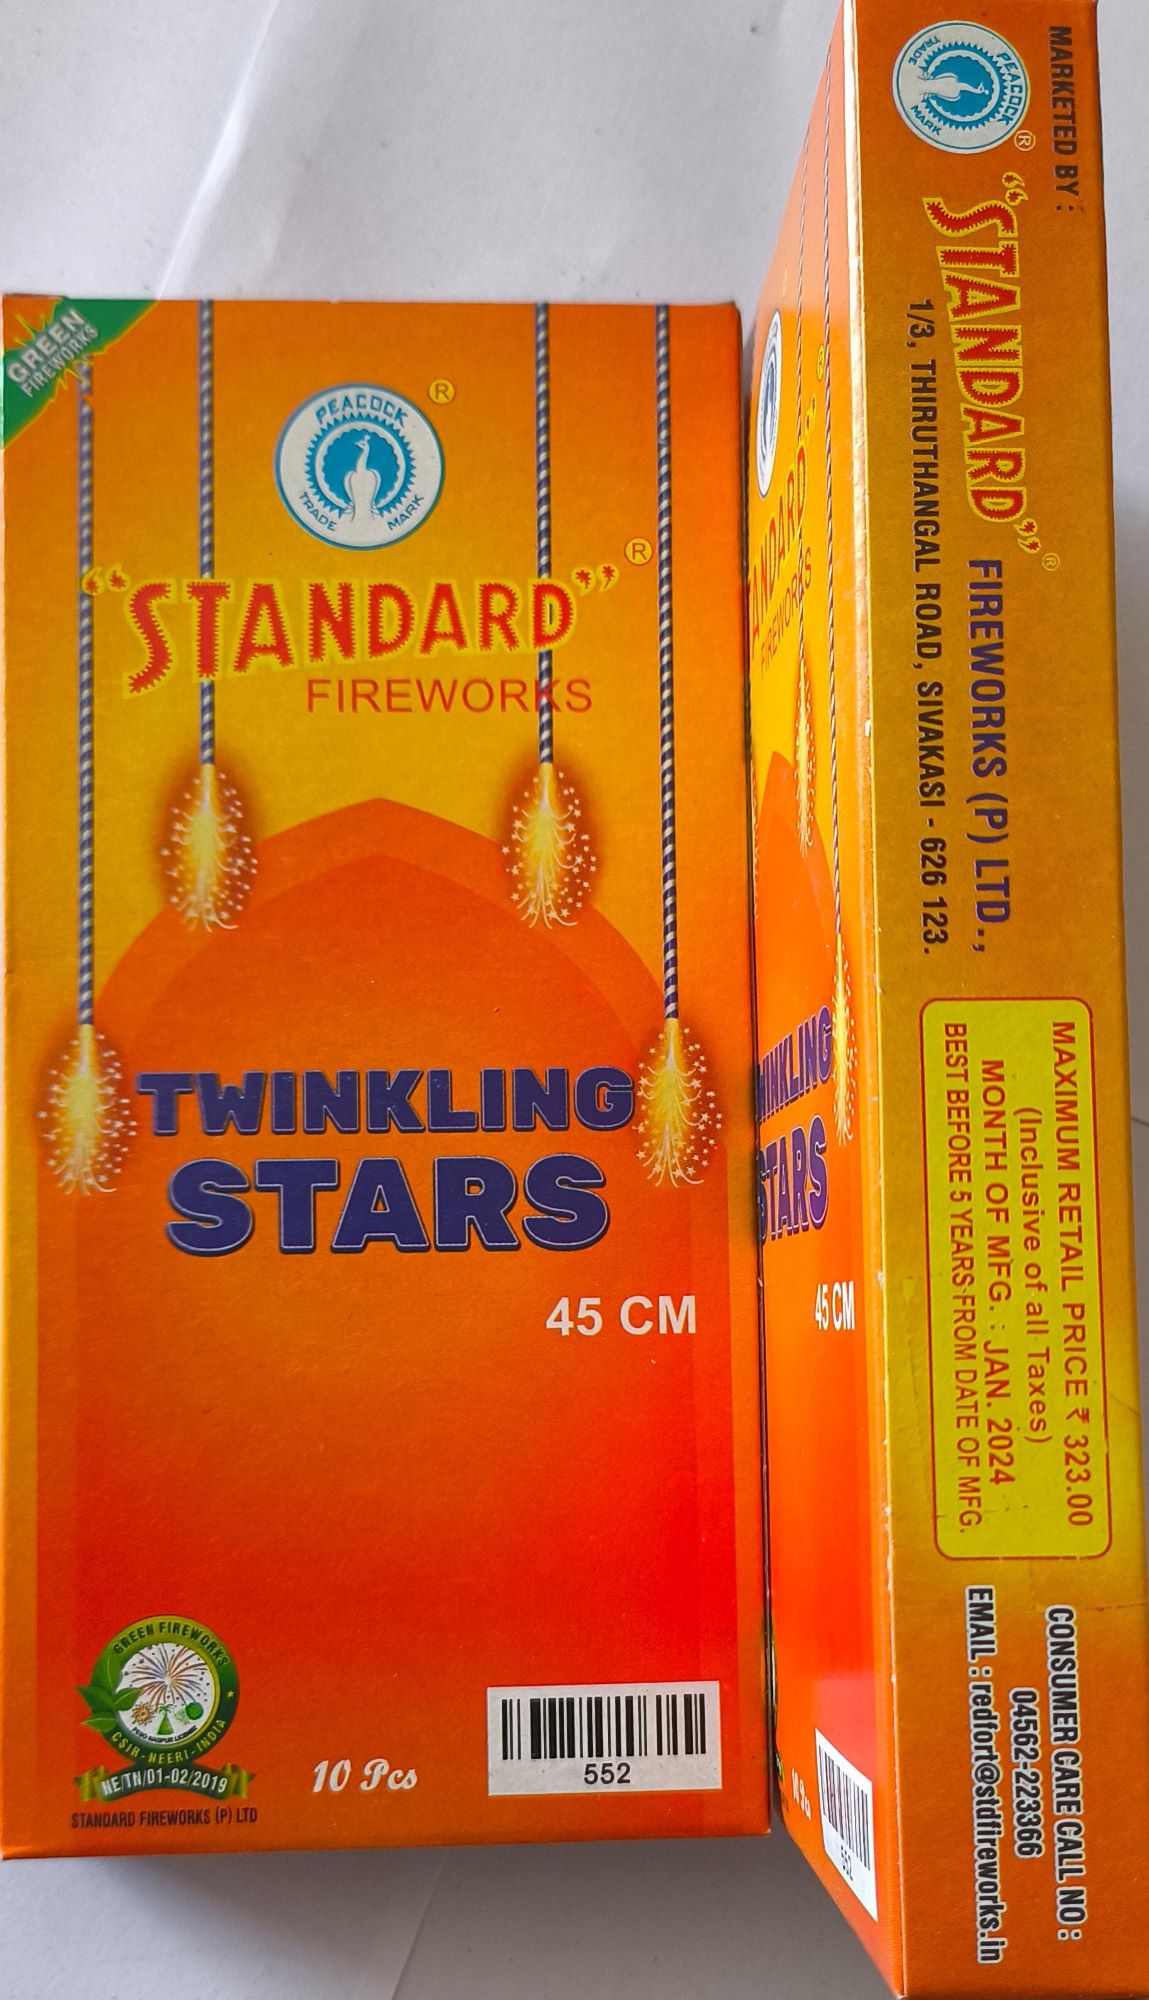 GREEN
FIREWORKS
PEACOCK
TRADE MARK
®
"STANDARD"®
FIREWORKS
TWINKLING
STARS
45 CM
GREEN FIREWORKS
CSIR-NEERI-INDIA
NE/TN/01-02/2019
STANDARD FIREWORKS (P) LTD
10 Pcs
552
®
STANDARD"
FIREWORKS
TWINKLING
STARS
45 CM
10 Pcs
552
MARKETED BY :
PEACOCK
TRADE MARK
®
"STANDARD"® FIREWORKS (P) LTD.,
1/3, THIRUTHANGAL ROAD, SIVAKASI - 626 123.
MAXIMUM RETAIL PRICE ₹ 323.00
(Inclusive of all Taxes)
MONTH OF MFG. : JAN. 2024
BEST BEFORE 5 YEARS FROM DATE OF MFG.
CONSUMER CARE CALL NO :
04562-223366
EMAIL : redfort@stdfireworks.in